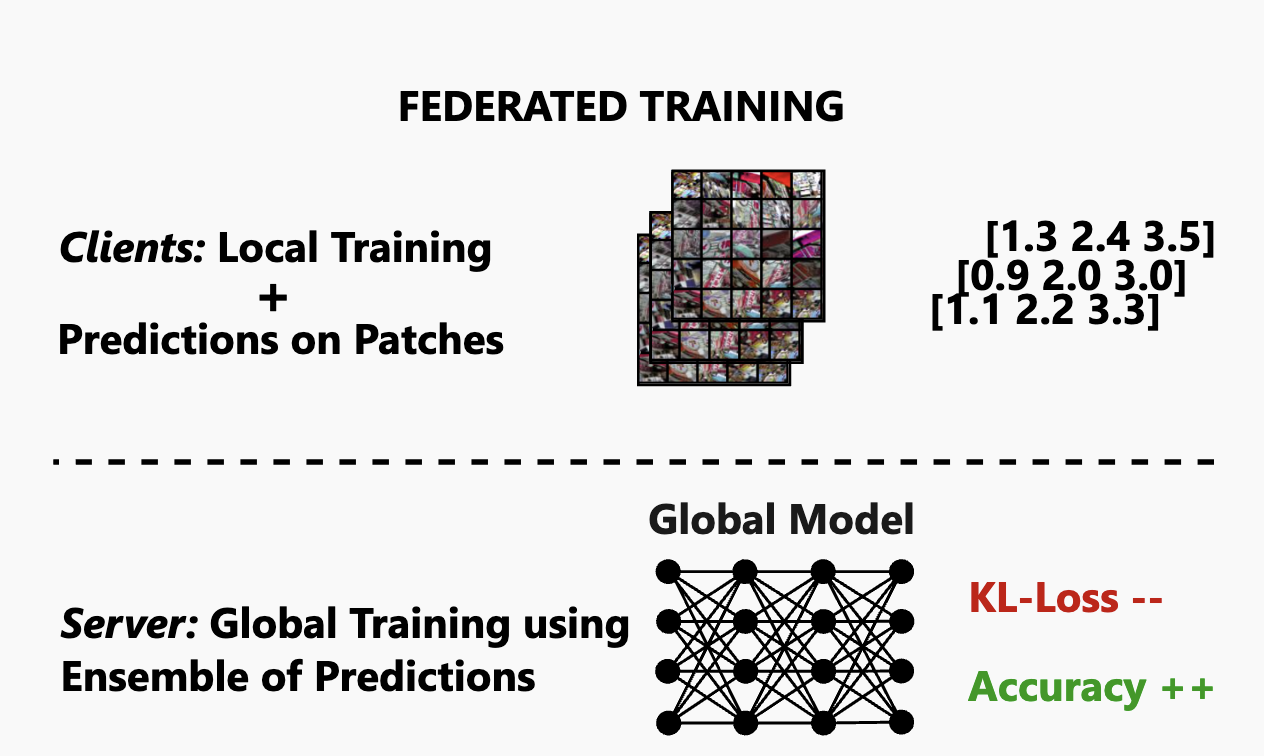 FEDERATED TRAINING
Clients: Local Training
+
Predictions on Patches
[1.3 2.4 3.5]
[0.9 2.0 3.0]
[1.1 2.2 3.3]
Global Model
Server: Global Training using
Ensemble of Predictions
KL-Loss --
Accuracy ++